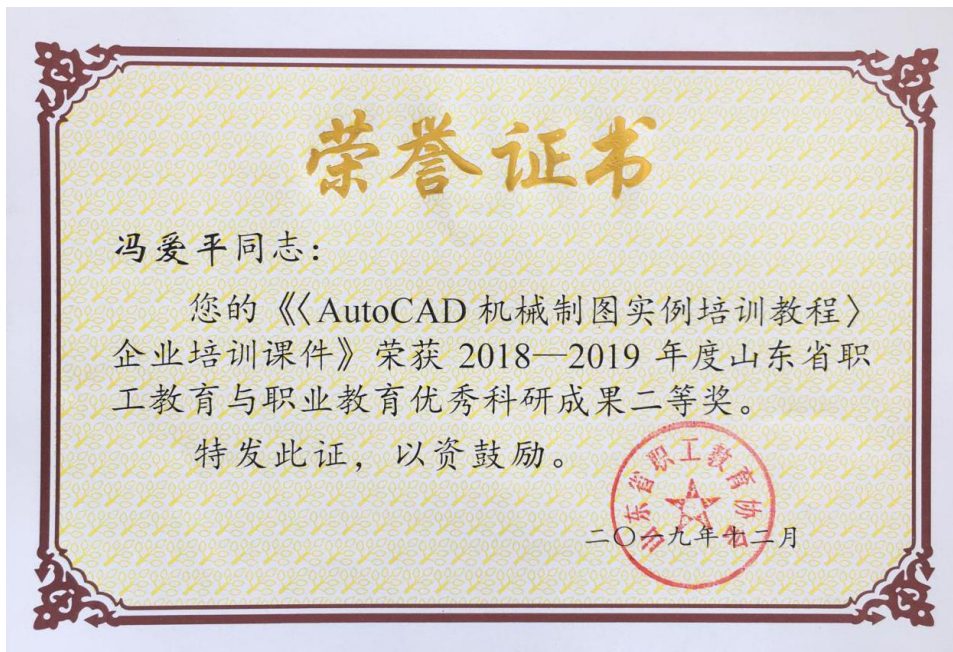 荣誉证书
冯爱平同志：
您的《〈AutoCAD 机械制图实例培训教程〉
企业培训课件》荣获 2018—2019 年度山东省职
工教育与职业教育优秀科研成果二等奖。
特发此证，以资鼓励。
山东省职工教育协会
二〇一九年十二月